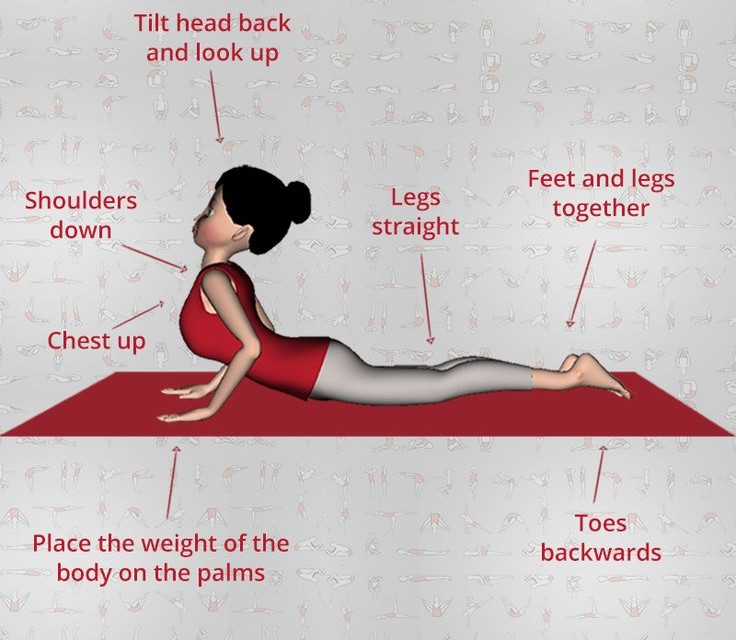 Tilt head back
and look up
Shoulders
down
Legs
straight
Feet and legs
together
Chest up
Place the weight of the
body on the palms
Toes
backwards